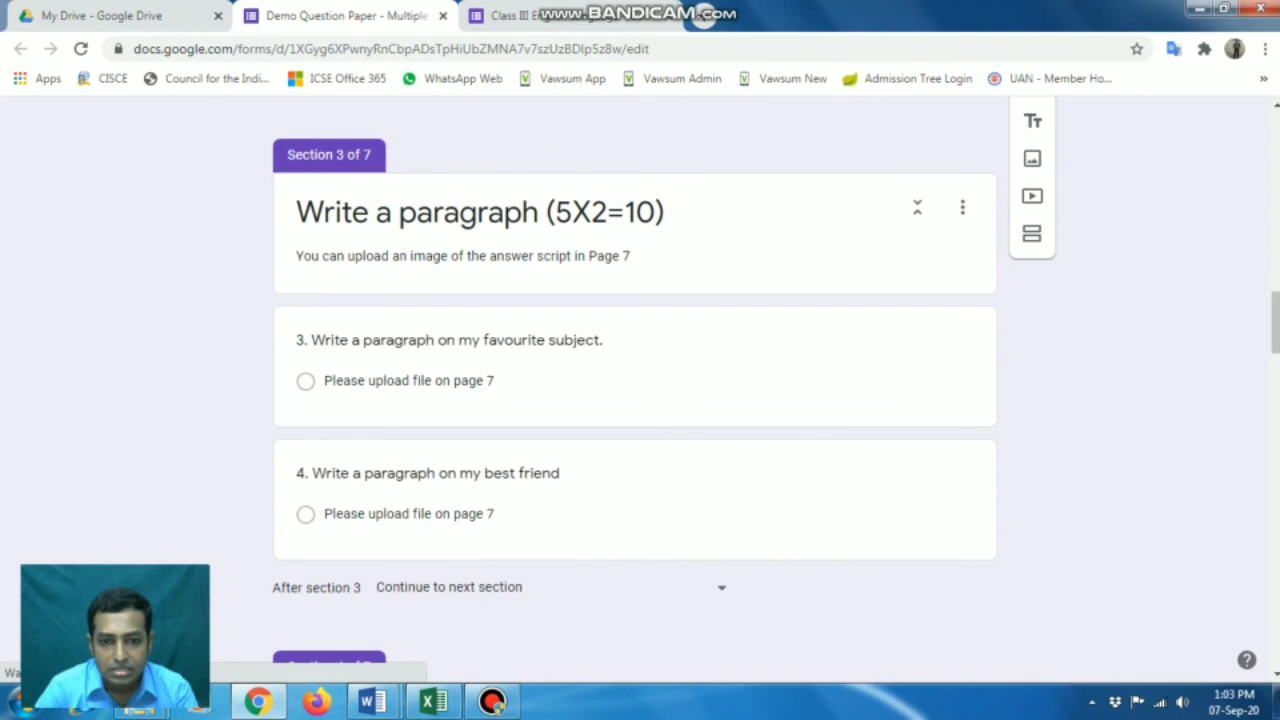 My Drive - Google Drive
Demo Question Paper - Multiple
Class III E
www.BANDICAM.com
docs.google.com/forms/d/1XGyg6XPwnyRnCbpADsTpHiUbZMNA7v7szUzBDlp5z8w/edit
Apps
CISCE
Council for the Indi...
ICSE Office 365
WhatsApp Web
Vawsum App
Vawsum Admin
Vawsum New
Admission Tree Login
UAN - Member Ho...
»
Section 3 of 7
Write a paragraph (5X2=10)
You can upload an image of the answer script in Page 7
3. Write a paragraph on my favourite subject.
Please upload file on page 7
4. Write a paragraph on my best friend
Please upload file on page 7
After section 3 Continue to next section
1:03 PM
07-Sep-20